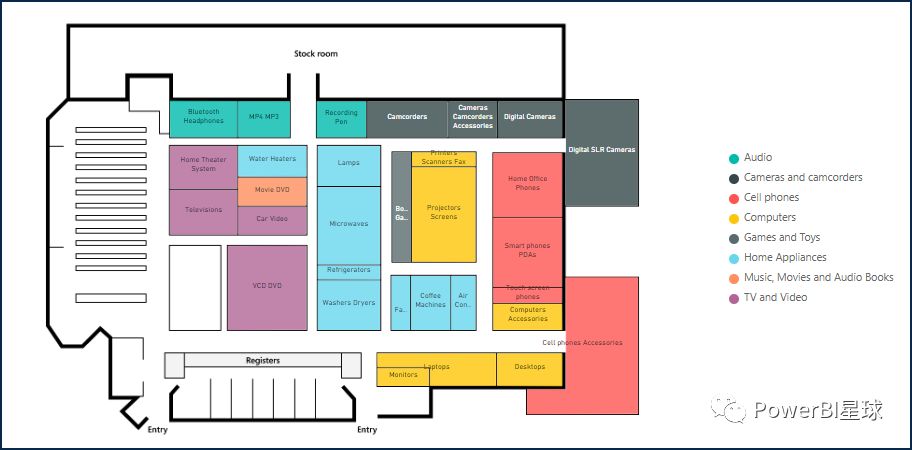 Stock room
Bluetooth
Headphones
MP4 MP3
Recording
Pen
Camcorders
Cameras
Camcorders
Accessories
Digital Cameras
Digital SLR Cameras
Home Theater
System
Water Heaters
Lamps
Printers
Scanners Fax
Home Office
Phones
Movie DVD
Televisions
Car Video
Microwaves
Bo..
Ga..
Projectors
Screens
Smart phones
PDAs
VCD DVD
Refrigerators
Washers Dryers
Fa..
Coffee
Machines
Air
Con..
Touch screen
phones
Computers
Accessories
Cell phones Accessories
Registers
Laptops
Monitors
Desktops
Entry
Entry
Audio
Cameras and camcorders
Cell phones
Computers
Games and Toys
Home Appliances
Music, Movies and Audio Books
TV and Video
PowerBI星球